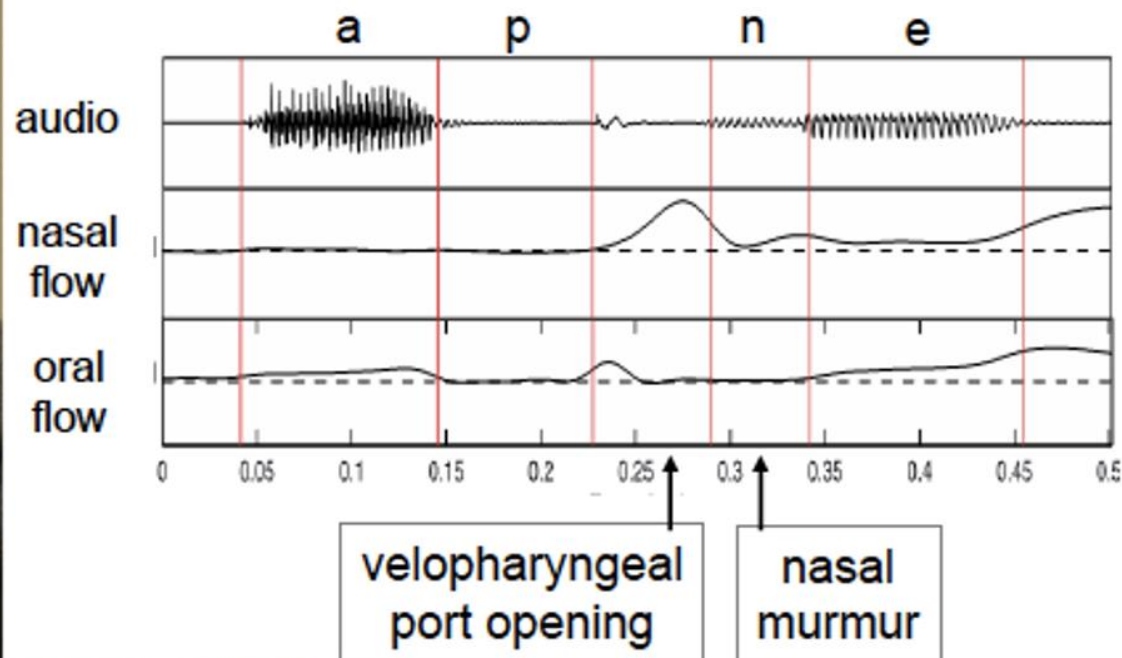 a p n e
audio
nasal
flow
oral
flow
0 0.05 0.1 0.15 0.2 0.25 0.3 0.35 0.4 0.45 0.5
velopharyngeal
port opening
nasal
murmur